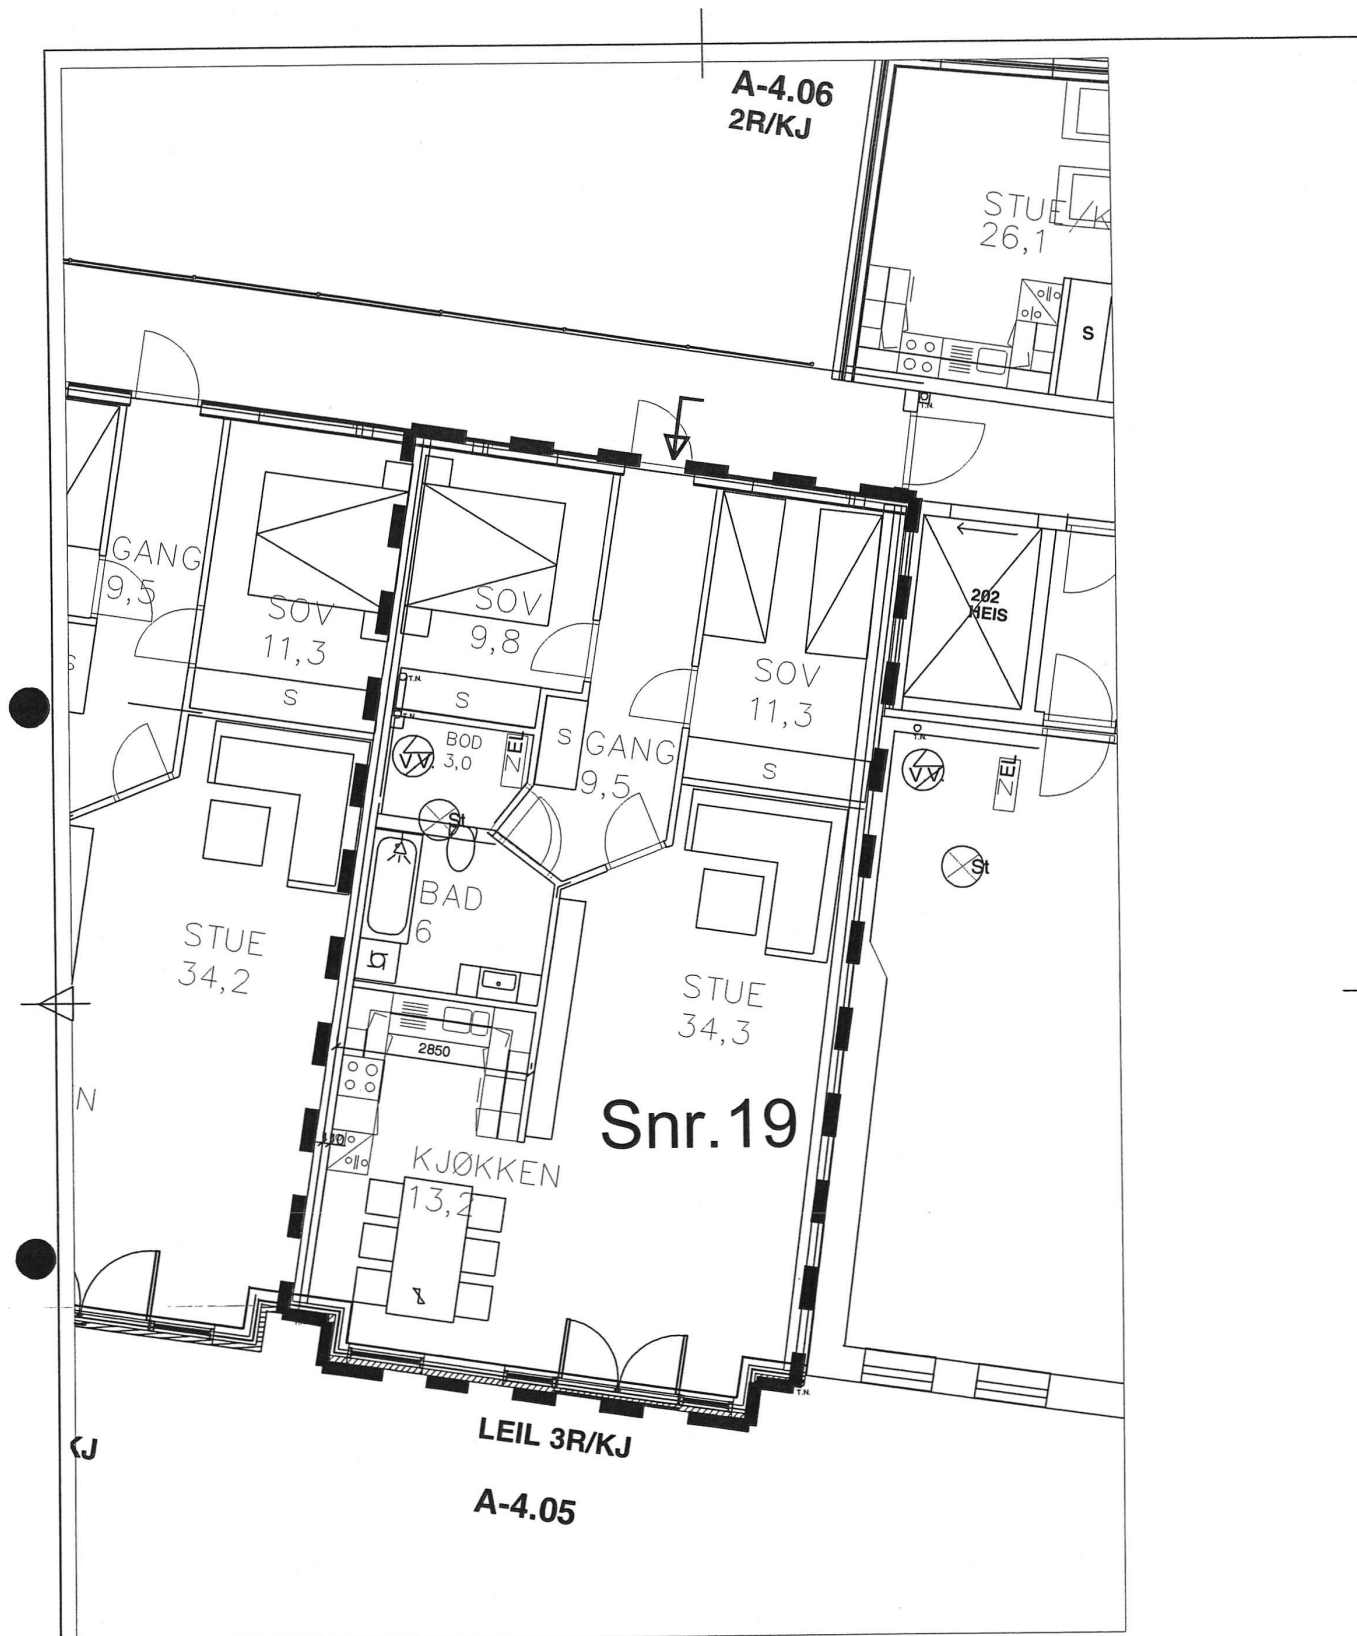 A-4.06
2R/KJ
STUE/K
26,1
S
T.N.
GANG
9,5
SOV
11,3
S
S
SOV
9,8
S
T.N.
T.N.
BOD
3,0
ZEL
VV.
St
S
GANG
9,5
SOV
11,3
S
202
HEIS
T.N.
VV.
ZEL
St
BAD
6
STUE
34,2
STUE
34,3
2850
N
Snr.19
KJØKKEN
13,2
T.N.
KJ
LEIL 3R/KJ
A-4.05